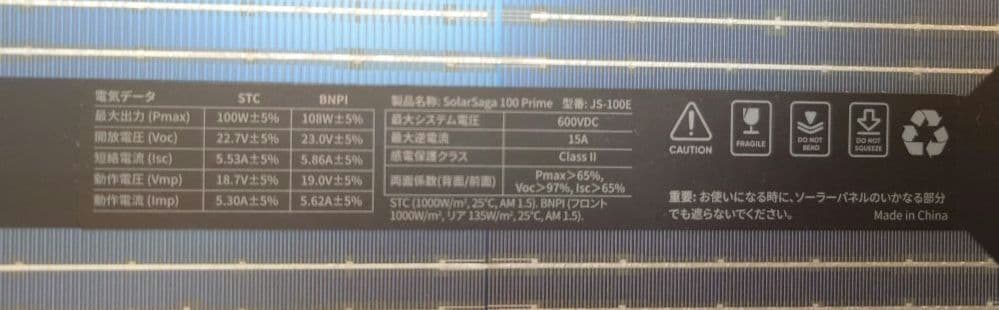 電気データ STC BNPI
最大出力 (Pmax) 100W±5% 108W±5%
開放電圧 (Voc) 22.7V±5% 23.0V±5%
短絡電流 (Isc) 5.53A±5% 5.86A±5%
動作電圧 (Vmp) 18.7V±5% 19.0V±5%
動作電流 (Imp) 5.30A±5% 5.62A±5%
製品名称: SolarSaga 100 Prime 型番: JS-100E
最大システム電圧 600VDC
最大逆電流 15A
感電保護クラス Class II
両面係数(背面/前面) Pmax>65%,
Voc>97%, Isc>65%
STC (1000W/m², 25°C, AM 1.5). BNPI (フロント
1000W/m², リア 135W/m², 25°C, AM 1.5).
CAUTION
FRAGILE
DO NOT
BEND
DO NOT
SQUEEZE
重要: お使いになる時に、ソーラーパネルのいかなる部分
でも遮らないでください。
Made in China